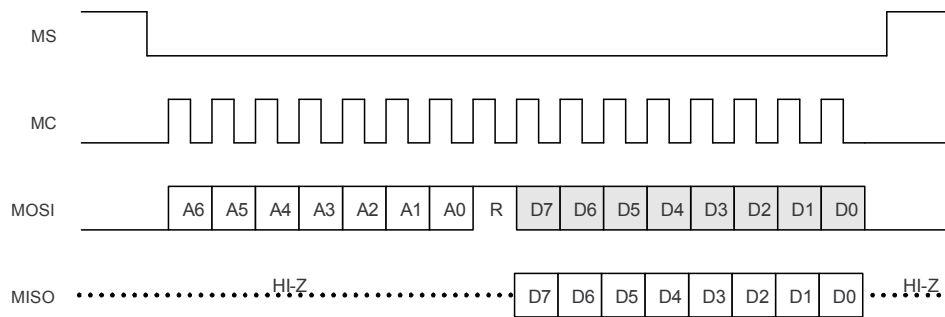 MS
MC
MOSI A6 A5 A4 A3 A2 A1 A0 R D7 D6 D5 D4 D3 D2 D1 D0
HI-Z HI-Z
MISO D7 D6 D5 D4 D3 D2 D1 D0